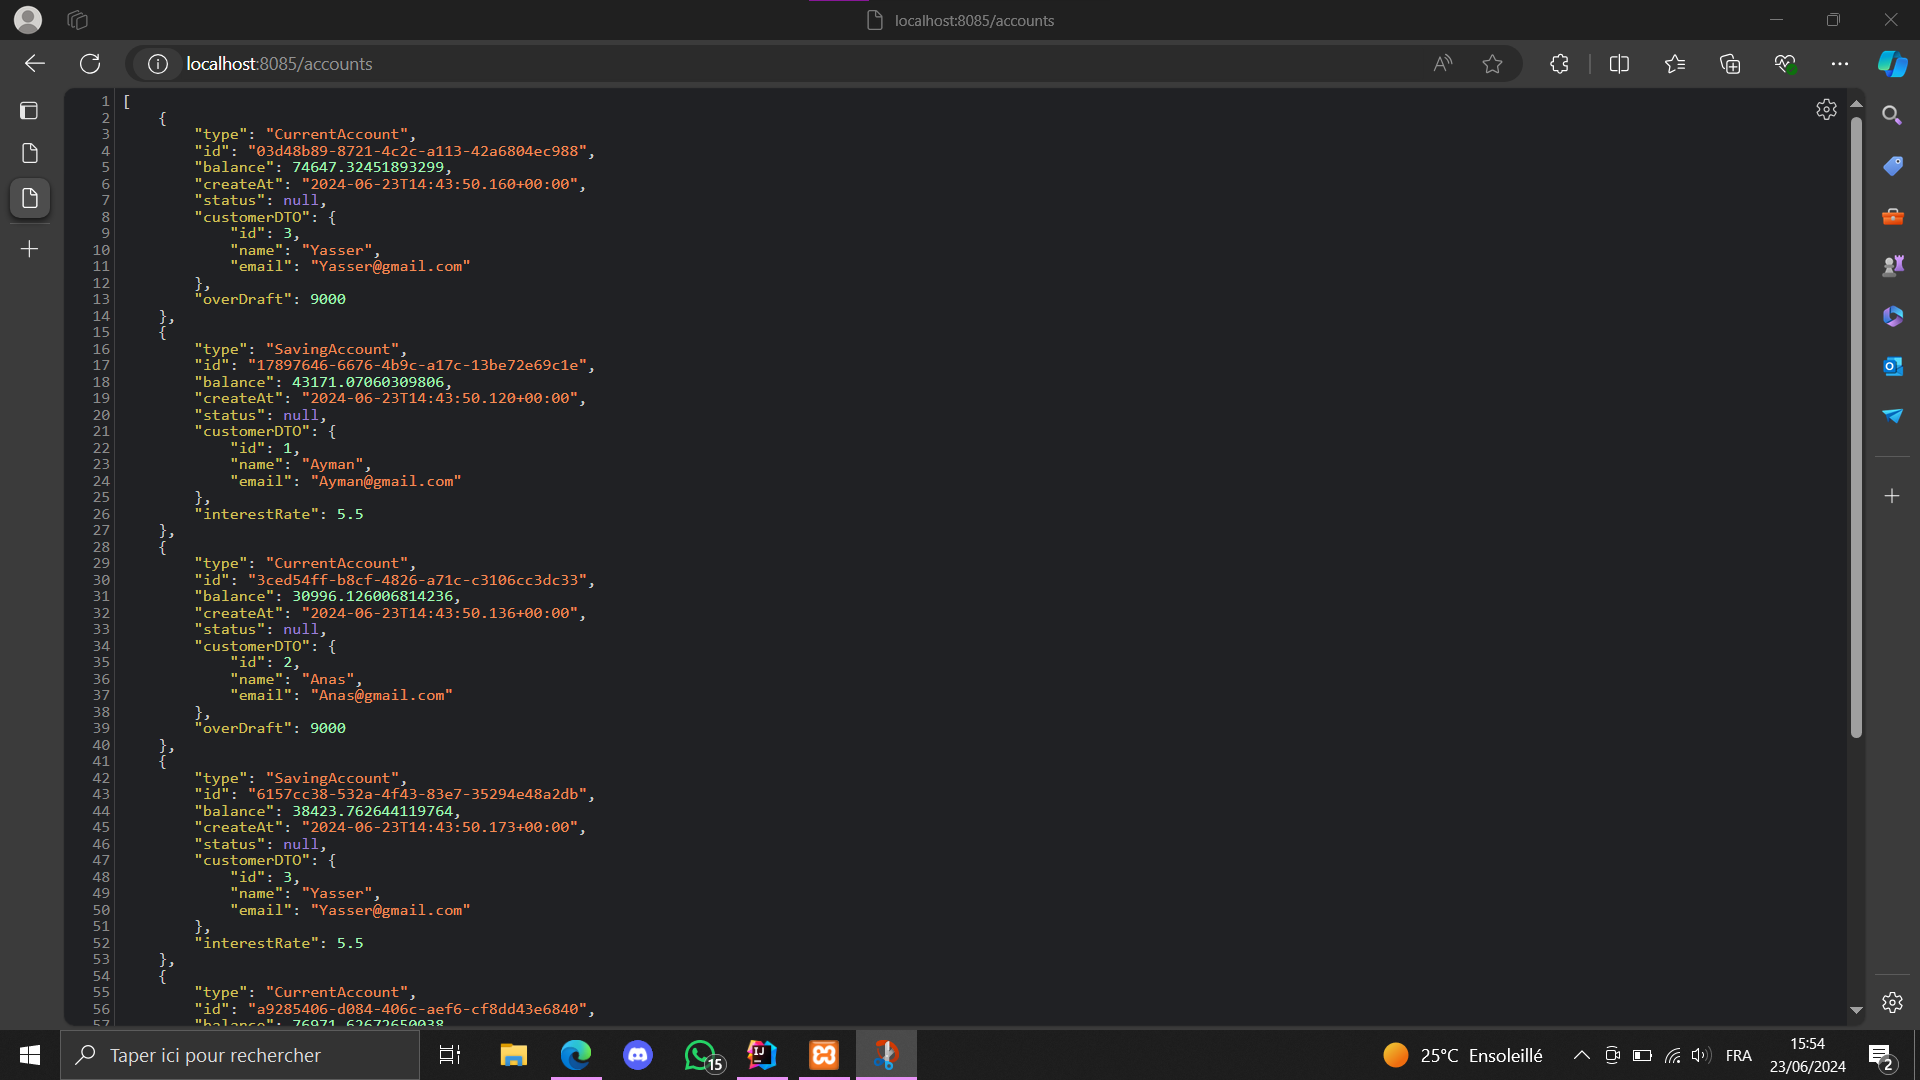 localhost:8085/accounts
localhost:8085/accounts
1 [
2 {
3 "type": "CurrentAccount",
4 "id": "03d48b89-8721-4c2c-a113-42a6804ec988",
5 "balance": 74647.32451893299,
6 "createAt": "2024-06-23T14:43:50.160+00:00",
7 "status": null,
8 "customerDTO": {
9 "id": 3,
10 "name": "Yasser",
11 "email": "Yasser@gmail.com"
12 },
13 "overDraft": 9000
14 },
15 {
16 "type": "SavingAccount",
17 "id": "17897646-6676-4b9c-a17c-13be72e69c1e",
18 "balance": 43171.07060309806,
19 "createAt": "2024-06-23T14:43:50.120+00:00",
20 "status": null,
21 "customerDTO": {
22 "id": 1,
23 "name": "Ayman",
24 "email": "Ayman@gmail.com"
25 },
26 "interestRate": 5.5
27 },
28 {
29 "type": "CurrentAccount",
30 "id": "3ced54ff-b8cf-4826-a71c-c3106cc3dc33",
31 "balance": 30996.126006814236,
32 "createAt": "2024-06-23T14:43:50.136+00:00",
33 "status": null,
34 "customerDTO": {
35 "id": 2,
36 "name": "Anas",
37 "email": "Anas@gmail.com"
38 },
39 "overDraft": 9000
40 },
41 {
42 "type": "SavingAccount",
43 "id": "6157cc38-532a-4f43-83e7-35294e48a2db",
44 "balance": 38423.762644119764,
45 "createAt": "2024-06-23T14:43:50.173+00:00",
46 "status": null,
47 "customerDTO": {
48 "id": 3,
49 "name": "Yasser",
50 "email": "Yasser@gmail.com"
51 },
52 "interestRate": 5.5
53 },
54 {
55 "type": "CurrentAccount",
56 "id": "a9285406-d084-406c-aef6-cf8dd43e6840",
57 "balance": 76971.62672650038,
Taper ici pour rechercher
15
25°C Ensoleillé
FRA
15:54
23/06/2024
2